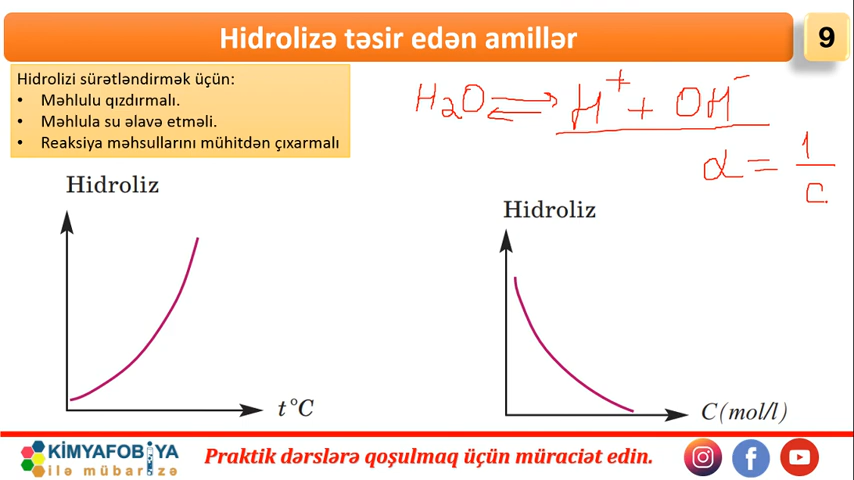 Hidrolizə təsir edən amillər
9
Hidrolizi sürətləndirmək üçün:
• Məhlulu qızdırmalı.
• Məhlula su əlavə etməli.
• Reaksiya məhsullarını mühitdən çıxarmalı
H₂O ⇌ H⁺ + OH⁻
α = 1/C
Hidroliz
t°C
Hidroliz
C(mol/l)
KİMYAFOBİYA
ilə mübarizə
Praktik dərslərə qoşulmaq üçün müraciət edin.